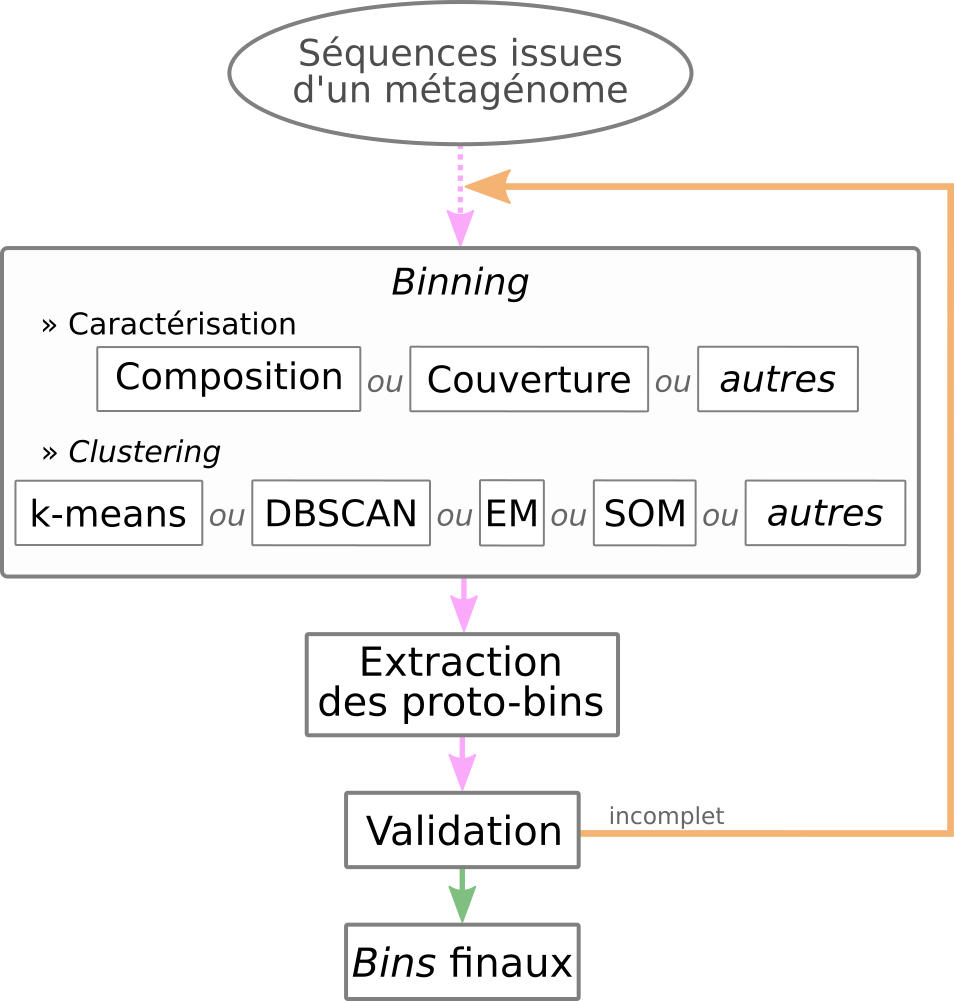 Séquences issues
d'un métagénome
Binning
» Caractérisation
Composition ou Couverture ou autres
» Clustering
k-means ou DBSCAN ou EM ou SOM ou autres
Extraction
des proto-bins
Validation
incomplet
Bins finaux